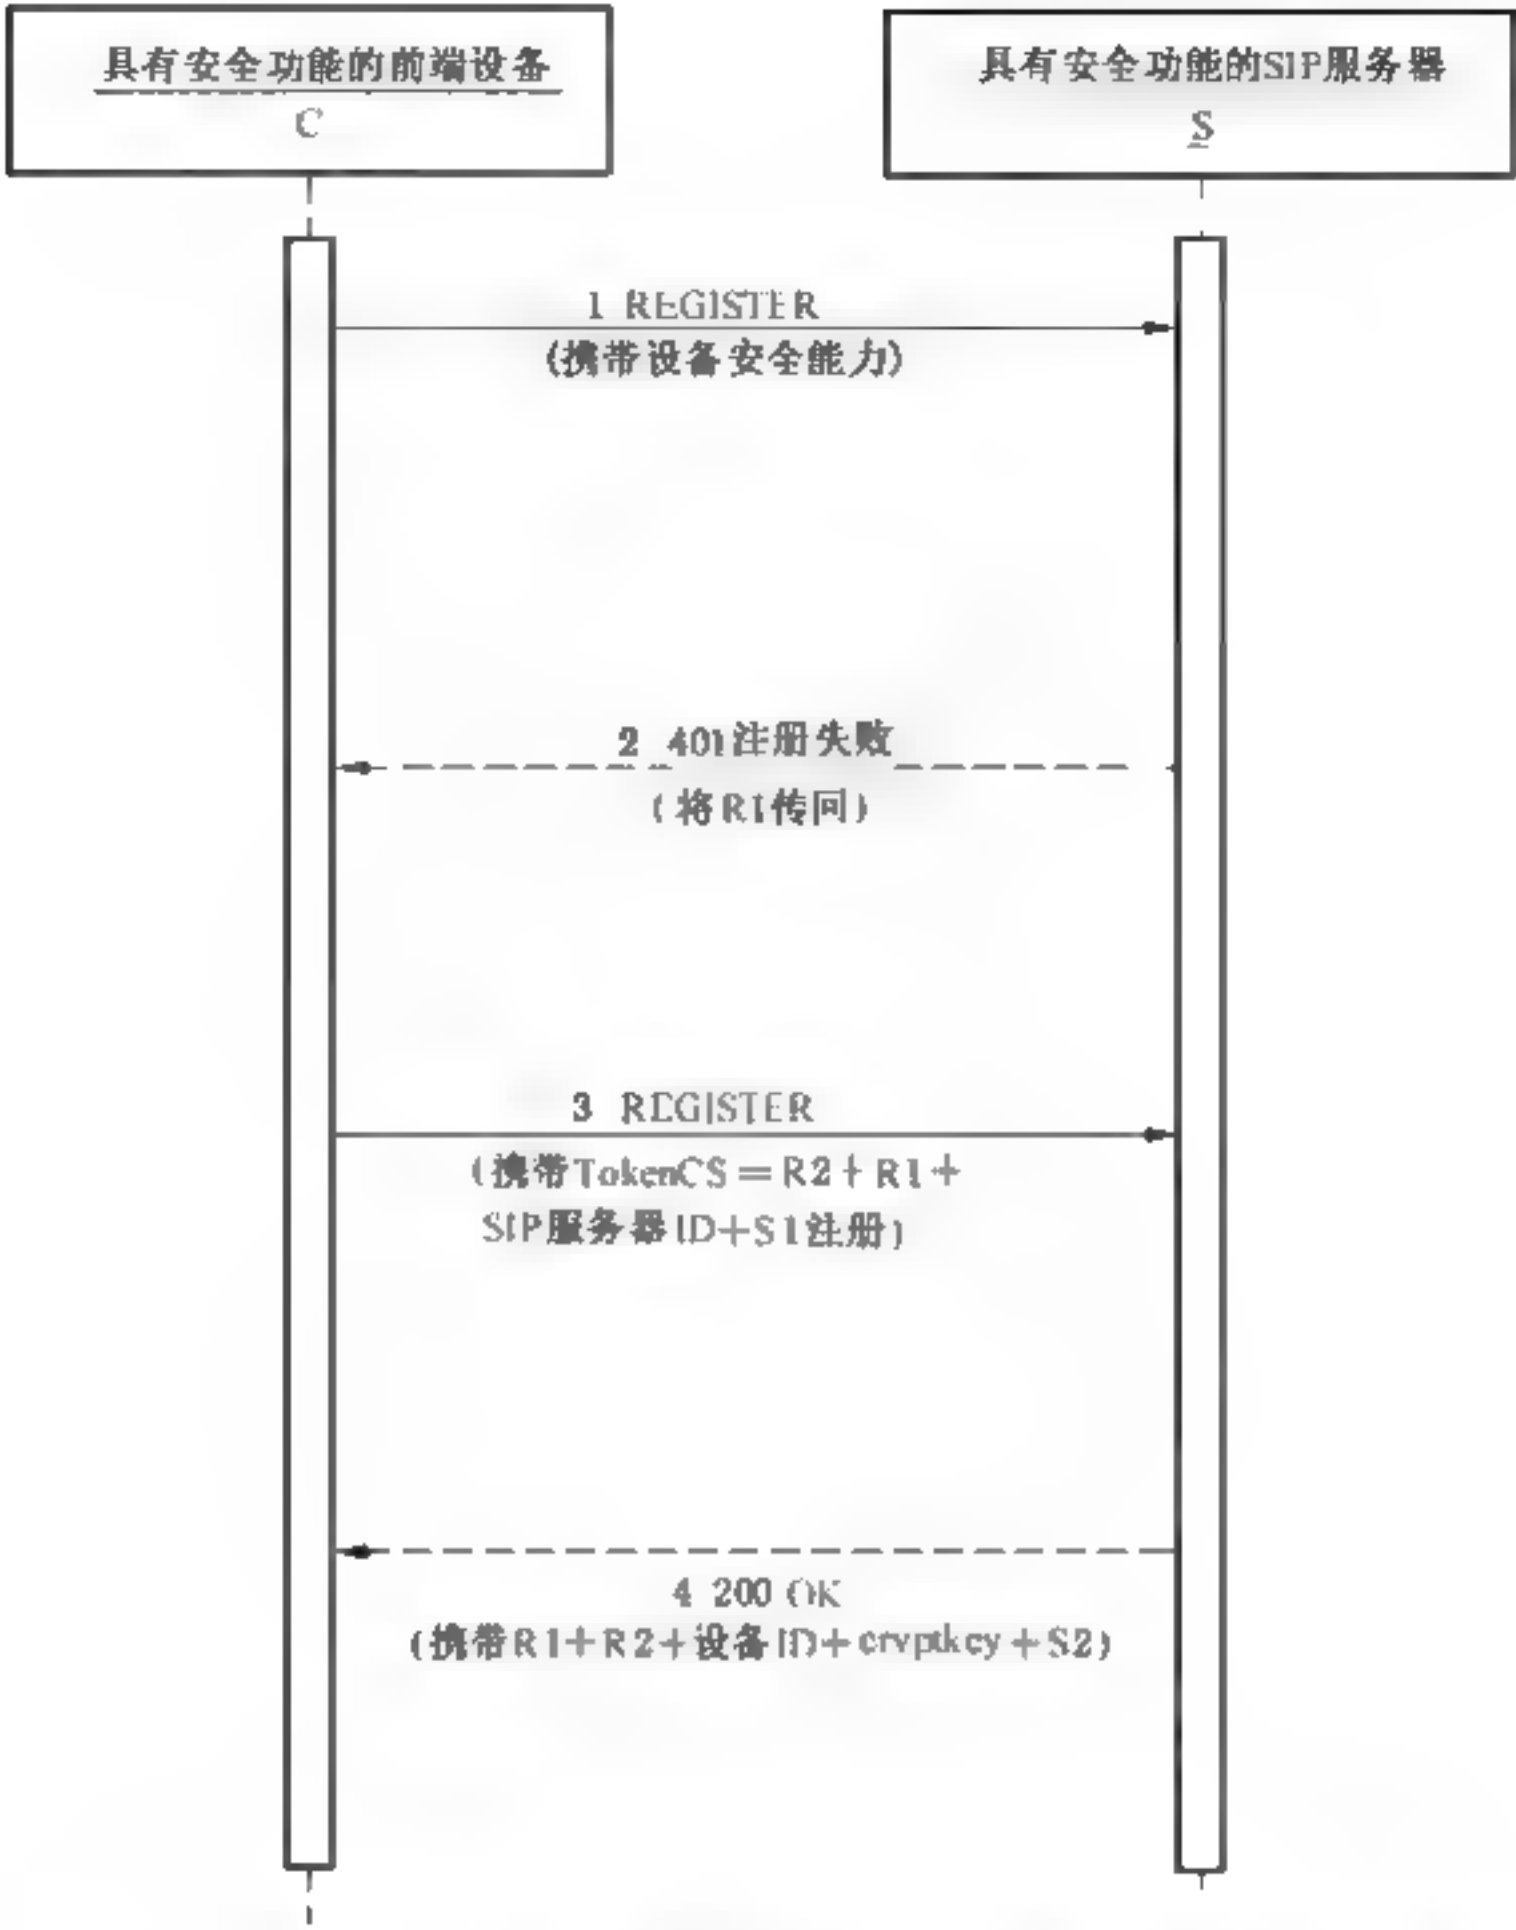 具有安全功能的前端设备
C
具有安全功能的SIP服务器
S
1 REGISTER
(携带设备安全能力)
2 401注册失败
(将R1传回)
3 REGISTER
(携带TokenCS=R2+R1+
SIP服务器ID+S1注册)
4 200 OK
(携带R1+R2+设备ID+cryptkey+S2)